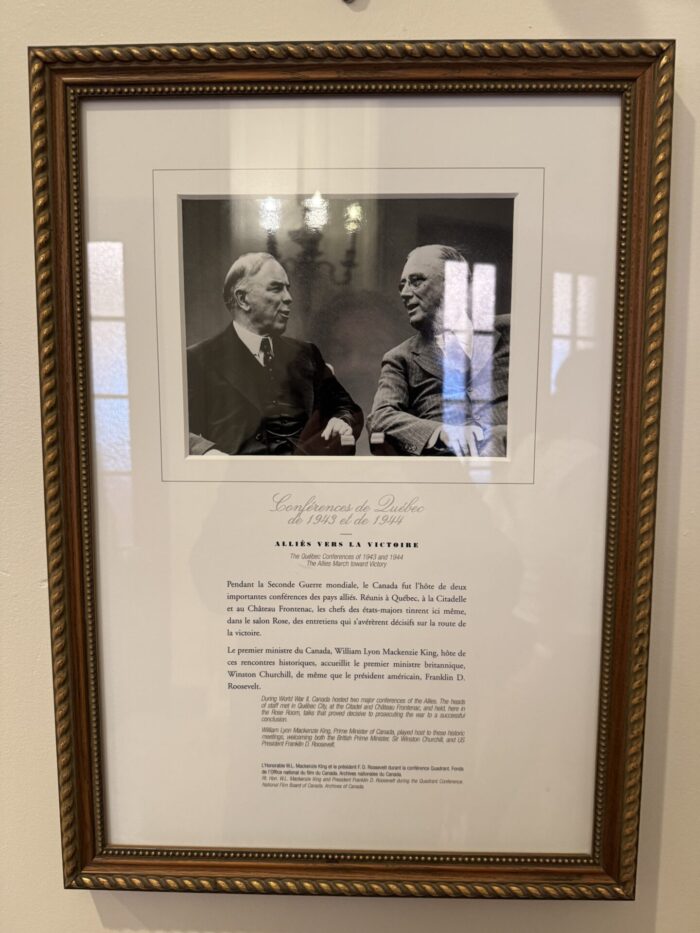 Conférences de Québec
de 1943 et de 1944
ALLIÉS VERS LA VICTOIRE
The Québec Conferences of 1943 and 1944
The Allies March toward Victory
Pendant la Seconde Guerre mondiale, le Canada fut l'hôte de deux
importantes conférences des pays alliés. Réunis à Québec, à la Citadelle
et au Château Frontenac, les chefs des états-majors tinrent ici même,
dans le salon Rose, des entretiens qui s'avérèrent décisifs sur la route de
la victoire.
Le premier ministre du Canada, William Lyon Mackenzie King, hôte de
ces rencontres historiques, accueillit le premier ministre britannique,
Winston Churchill, de même que le président américain, Franklin D.
Roosevelt.
During World War II, Canada hosted two major conferences of the Allies. The heads
of staff met in Québec City, at the Citadel and Château Frontenac, and held, here in
the Rose Room, talks that proved decisive to prosecuting the war to a successful
conclusion.
William Lyon Mackenzie King, Prime Minister of Canada, played host to these historic
meetings, welcoming both the British Prime Minister, Sir Winston Churchill, and US
President Franklin D. Roosevelt.
L'Honorable W.L. Mackenzie King et le président F. D. Roosevelt durant la conférence Quadrant. Fonds
de l'Office national du film du Canada. Archives nationales du Canada.
Rt. Hon. W.L. Mackenzie King and President Franklin D. Roosevelt during the Quadrant Conference.
National Film Board of Canada. Archives of Canada.